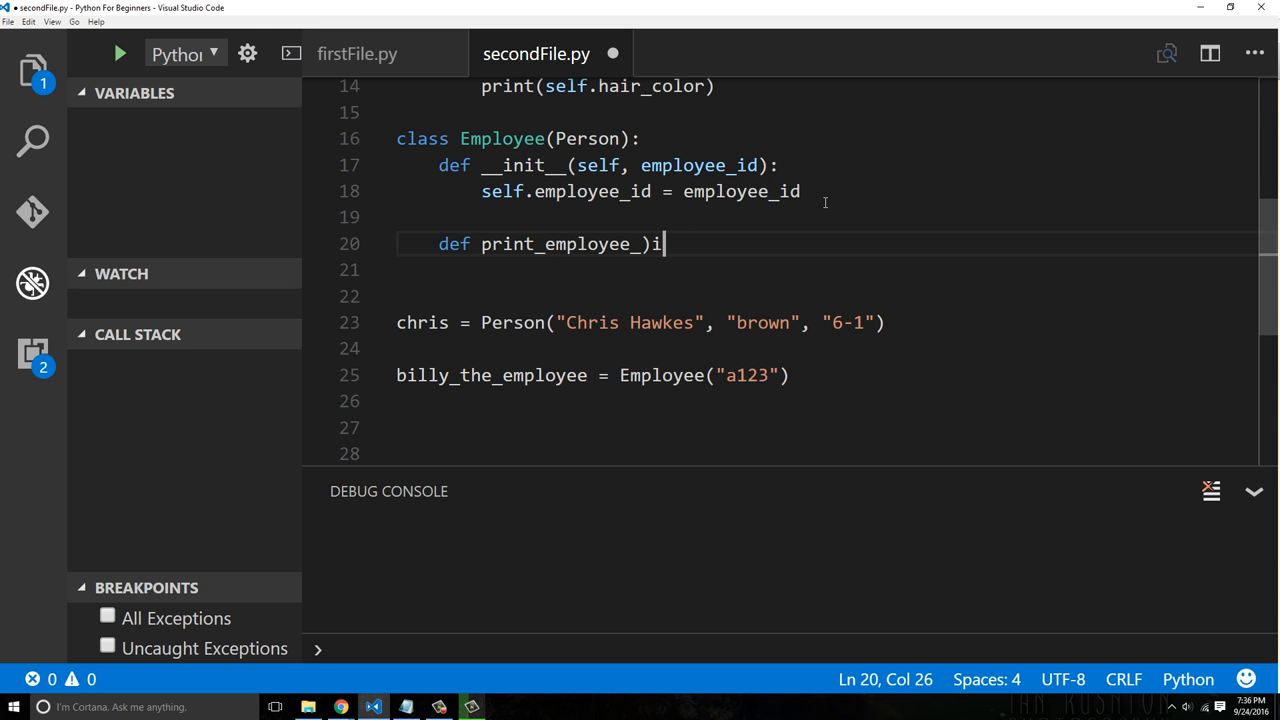 secondFile.py - Python For Beginners - Visual Studio Code
File Edit View Go Help
Pythor
firstFile.py
secondFile.py
1
VARIABLES
14 print(self.hair_color)
15
16 class Employee(Person):
17 def __init__(self, employee_id):
18 self.employee_id = employee_id
19
20 def print_employee_)i
21
22
23 chris = Person("Chris Hawkes", "brown", "6-1")
24
25 billy_the_employee = Employee("a123")
26
27
28
WATCH
CALL STACK
2
DEBUG CONSOLE
BREAKPOINTS
All Exceptions
Uncaught Exceptions
0 0 Ln 20, Col 26 Spaces: 4 UTF-8 CRLF Python
I'm Cortana. Ask me anything.
7:36 PM
9/24/2016